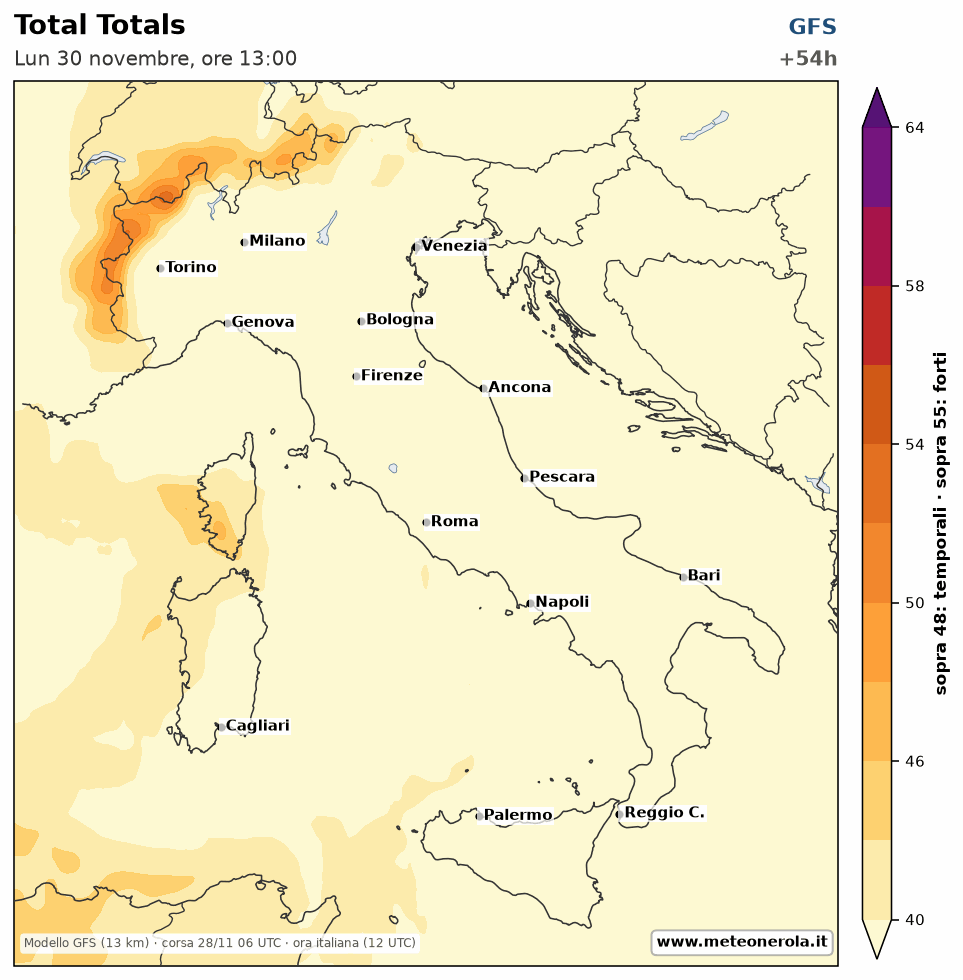 Total Totals
GFS
Lun 30 novembre, ore 13:00
+54h
64
58
54
50
46
40
sopra 48: temporali · sopra 55: forti
Milano
Venezia
Torino
Genova
Bologna
Firenze
Ancona
Pescara
Roma
Bari
Napoli
Cagliari
Palermo
Reggio C.
Modello GFS (13 km) · corsa 28/11 06 UTC · ora italiana (12 UTC)
www.meteonerola.it